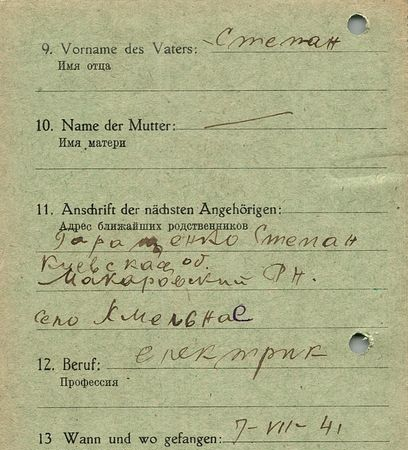 9. Vorname des Vaters: Степан
Имя отца
10. Name der Mutter: —
Имя матери
11. Anschrift der nächsten Angehörigen:
Адрес ближайших родственников
Геращенко Степан
Киевская об.
Макаровский РН.
село Хмельная
12. Beruf: електрик
Профессия
13 Wann und wo gefangen: 7-VII-41